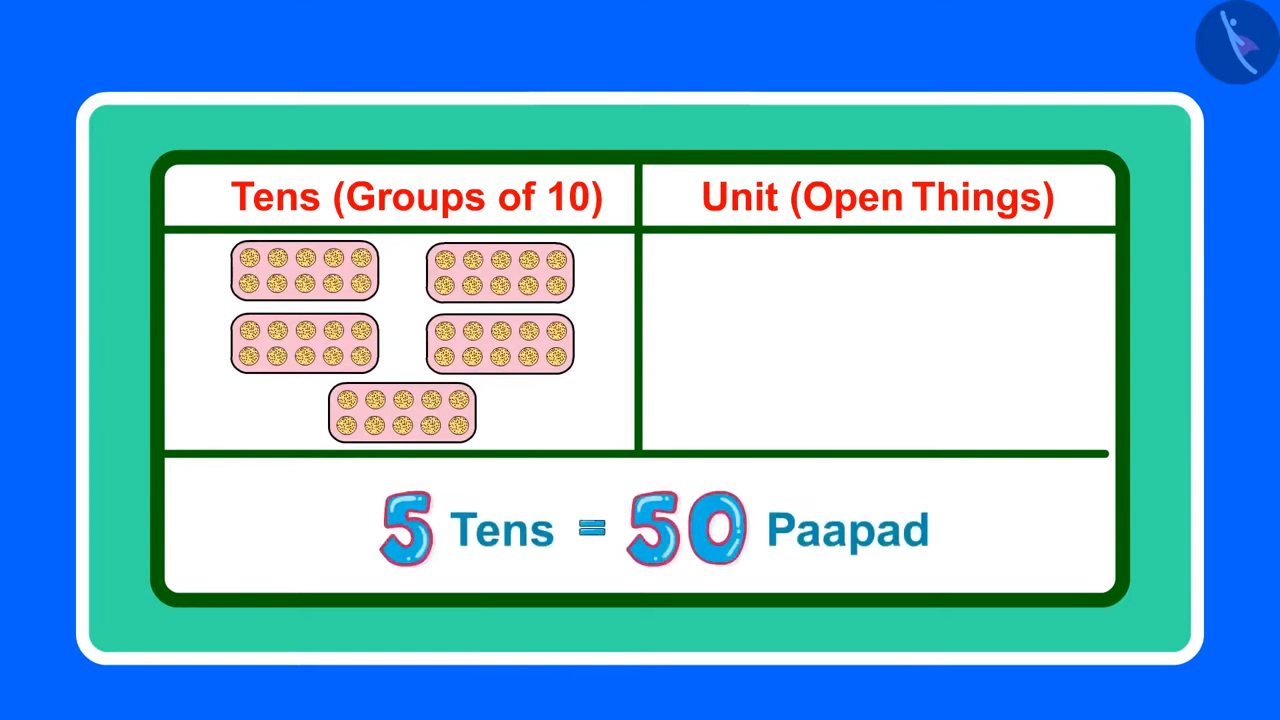 Tens (Groups of 10)
Unit (Open Things)
5 Tens = 50 Paapad